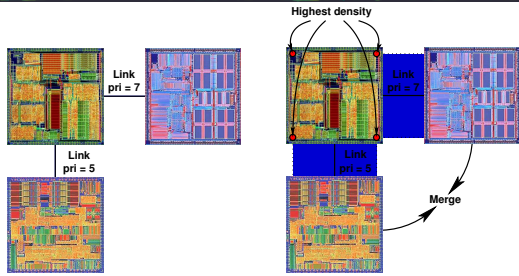 Highest density
Link
pri = 7
Link
pri = 5
Link
pri = 7
Link
pri = 5
Merge